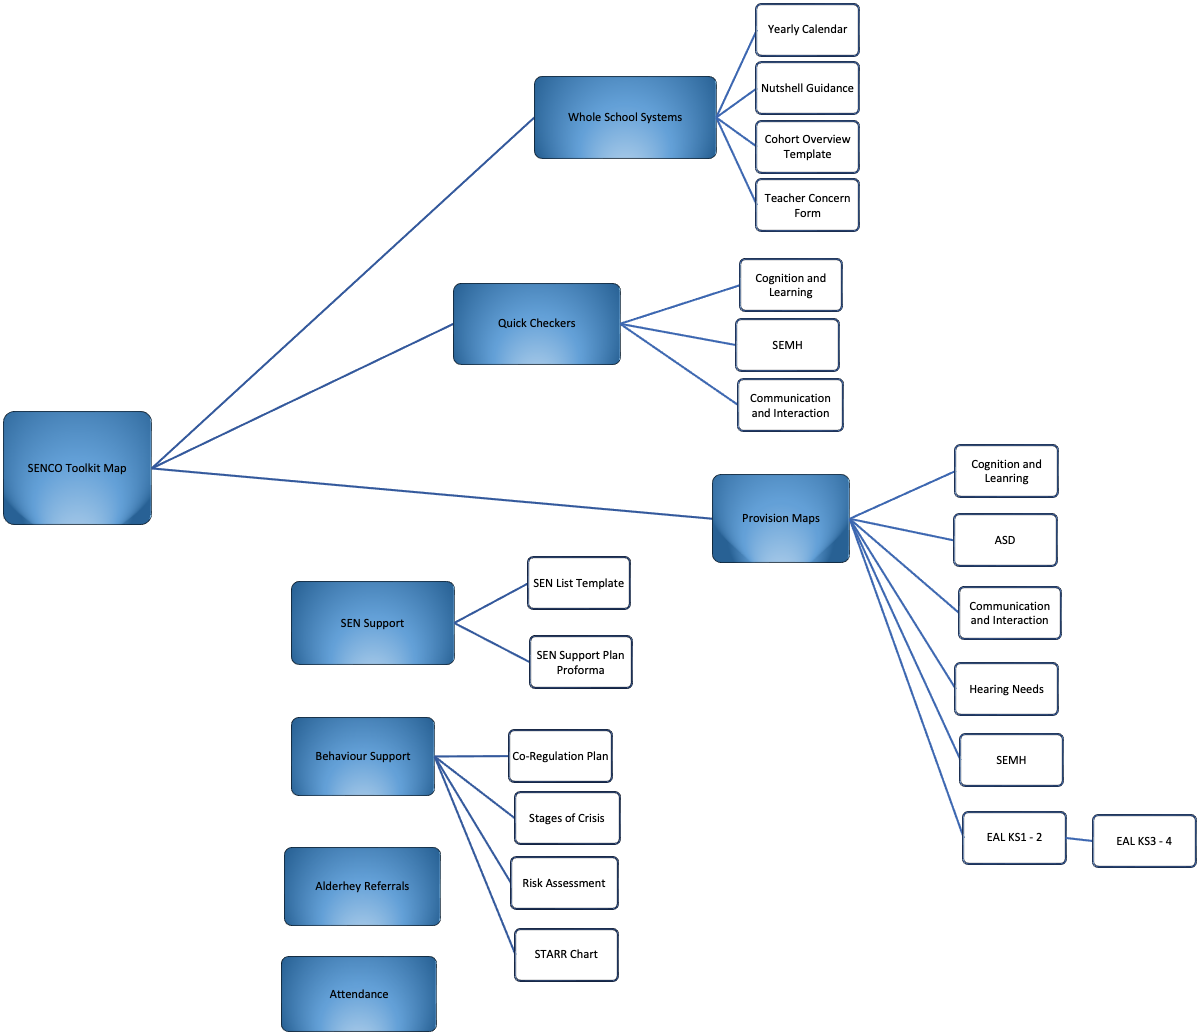 SENCO Toolkit Map
Whole School Systems
Yearly Calendar
Nutshell Guidance
Cohort Overview
Template
Teacher Concern
Form
Quick Checkers
Cognition and
Learning
SEMH
Communication
and Interaction
Provision Maps
Cognition and
Leanring
ASD
Communication
and Interaction
Hearing Needs
SEMH
EAL KS1 - 2
EAL KS3 - 4
SEN Support
SEN List Template
SEN Support Plan
Proforma
Behaviour Support
Co-Regulation Plan
Stages of Crisis
Risk Assessment
STARR Chart
Alderhey Referrals
Attendance